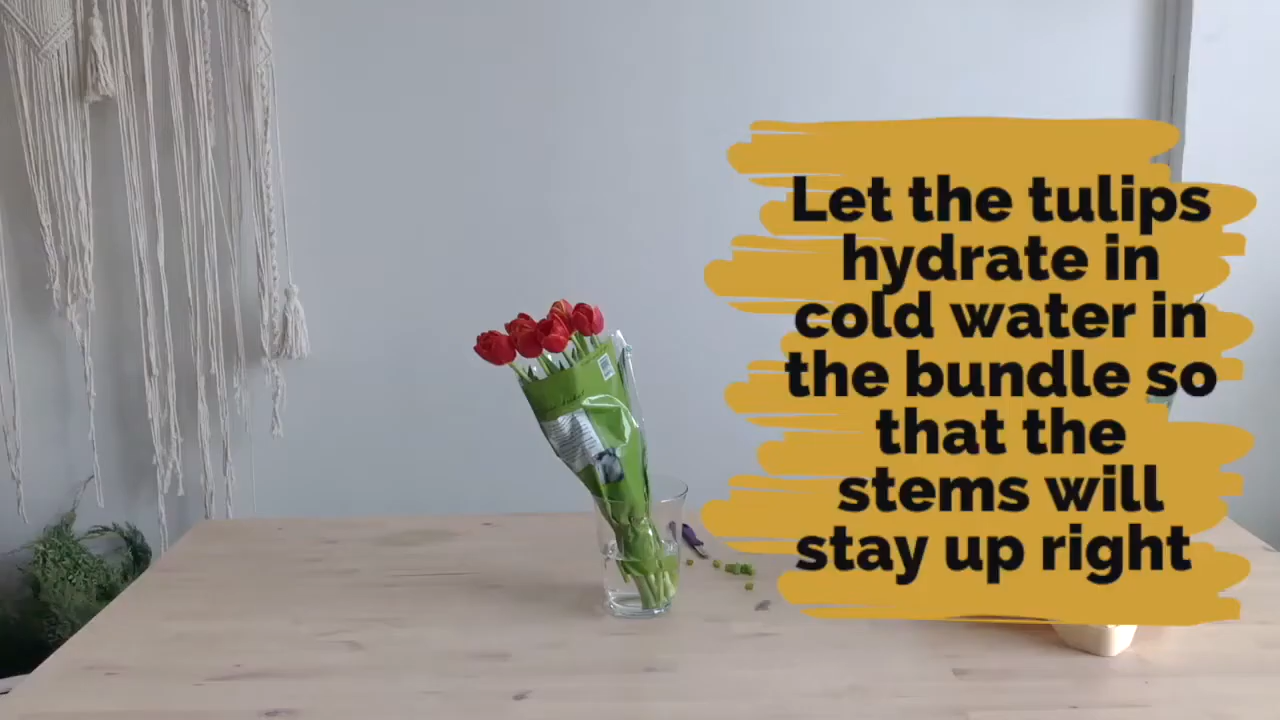 Let the tulips
hydrate in
cold water in
the bundle so
that the
stems will
stay up right